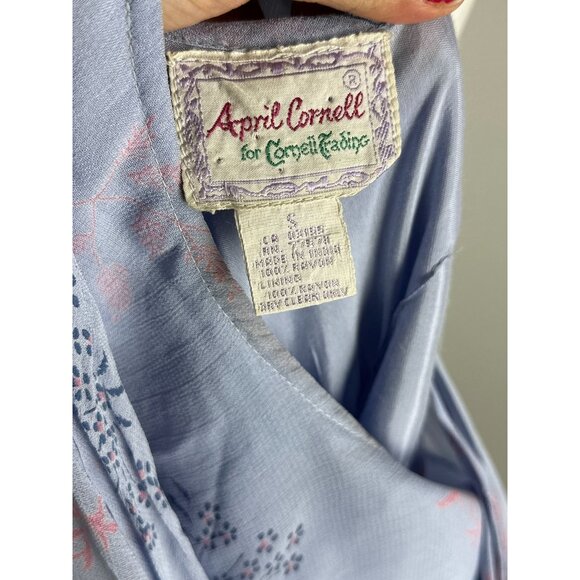 April Cornell ®
for Cornell Trading
S
MADE IN INDIA
100% RAYON
LINING
100% RAYON
DRY CLEAN ONLY